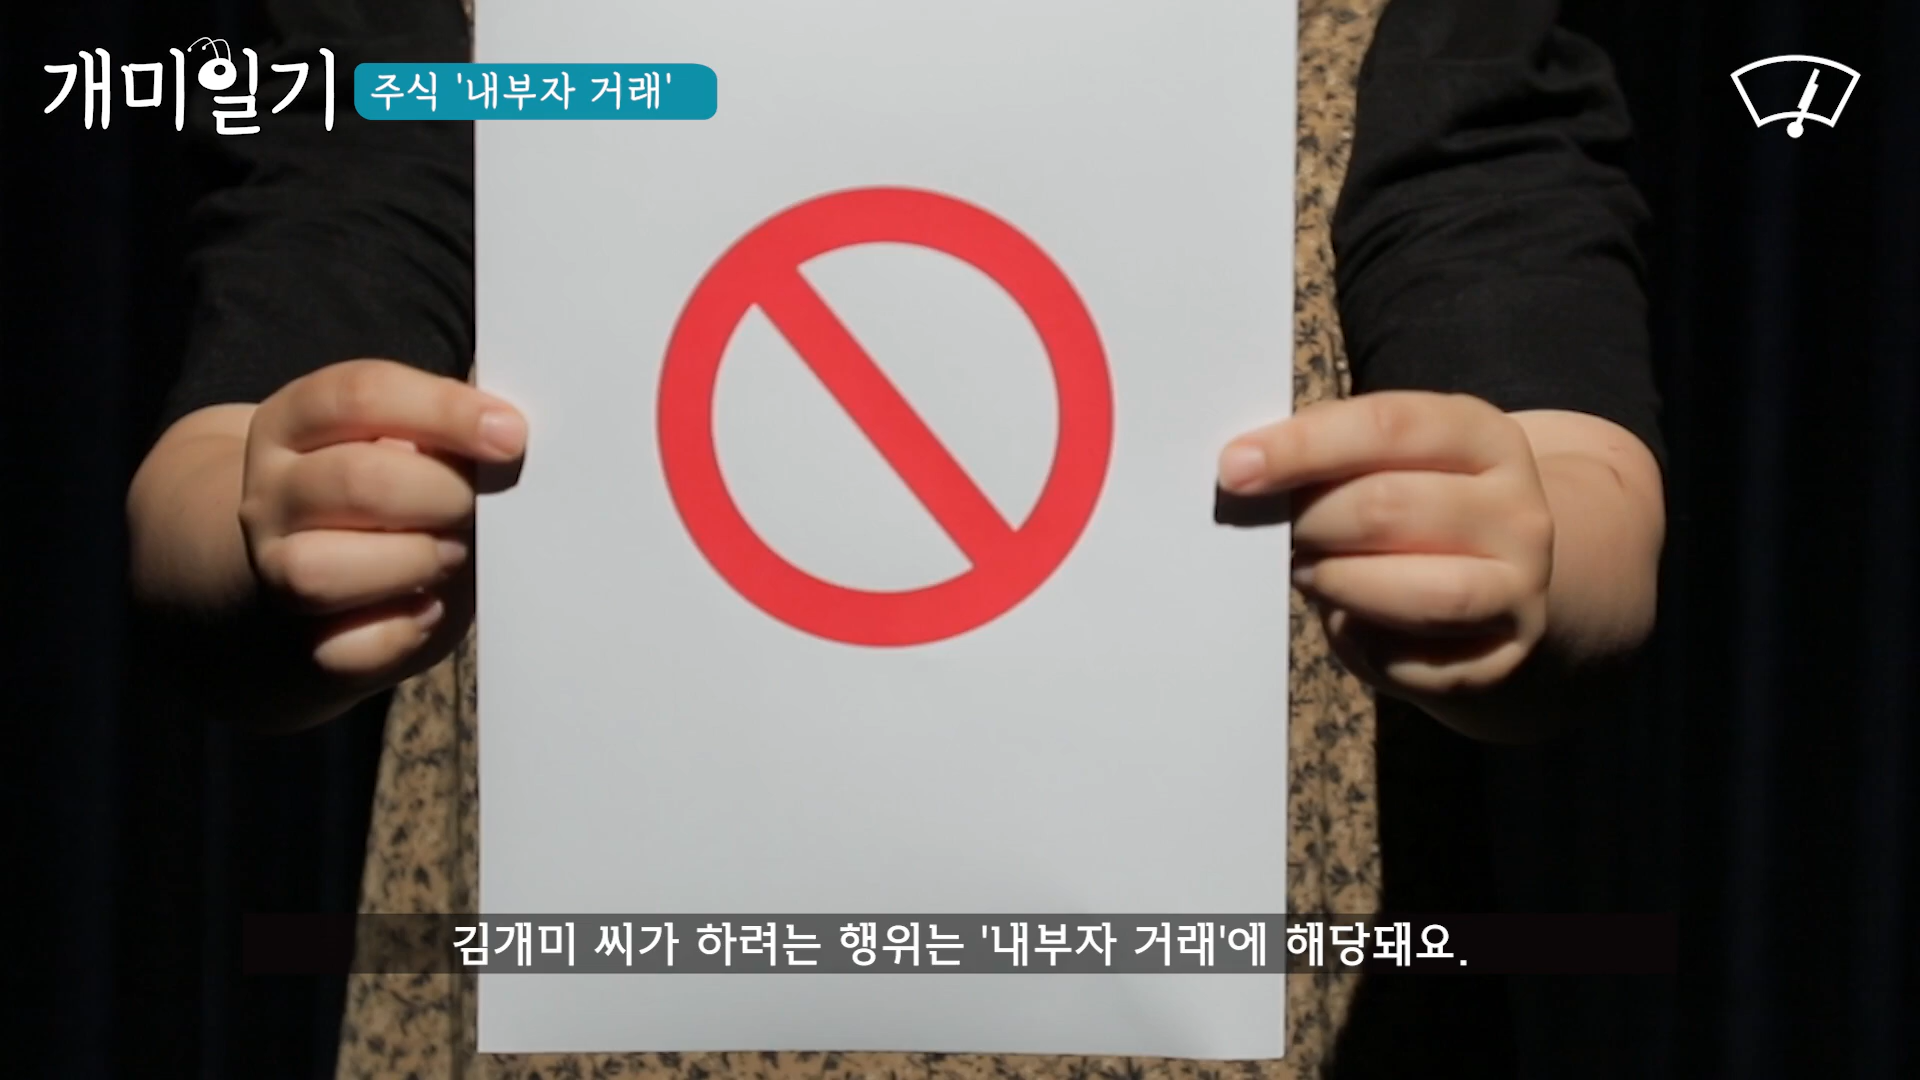 개미일기
주식 '내부자 거래'
김개미 씨가 하려는 행위는 '내부자 거래'에 해당돼요.